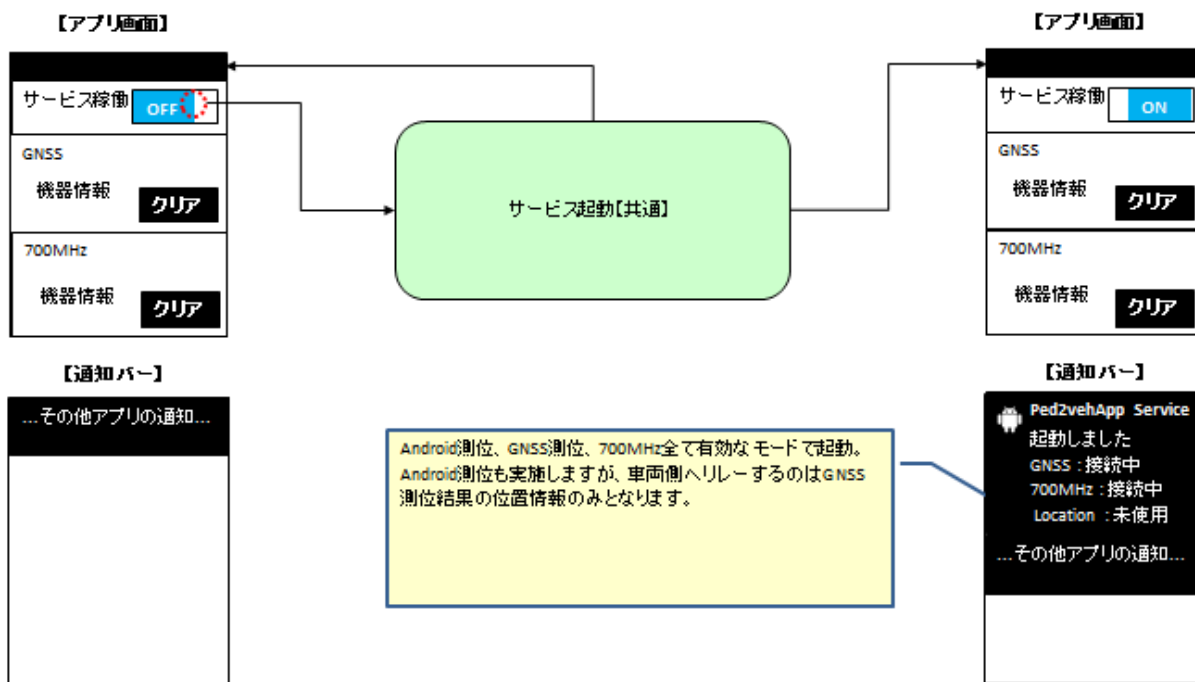 【アプリ画面】
サービス稼働 OFF
GNSS
機器情報 クリア
700MHz
機器情報 クリア
【通知バー】
...その他アプリの通知...
サービス起動【共通】
Android測位、GNSS測位、700MHz全て有効なモードで起動。
Android測位も実施しますが、車両側へリレーするのはGNSS
測位結果の位置情報のみとなります。
【アプリ画面】
サービス稼働 ON
GNSS
機器情報 クリア
700MHz
機器情報 クリア
【通知バー】
Ped2vehApp Service
起動しました
GNSS：接続中
700MHz：接続中
Location ：未使用
...その他アプリの通知...